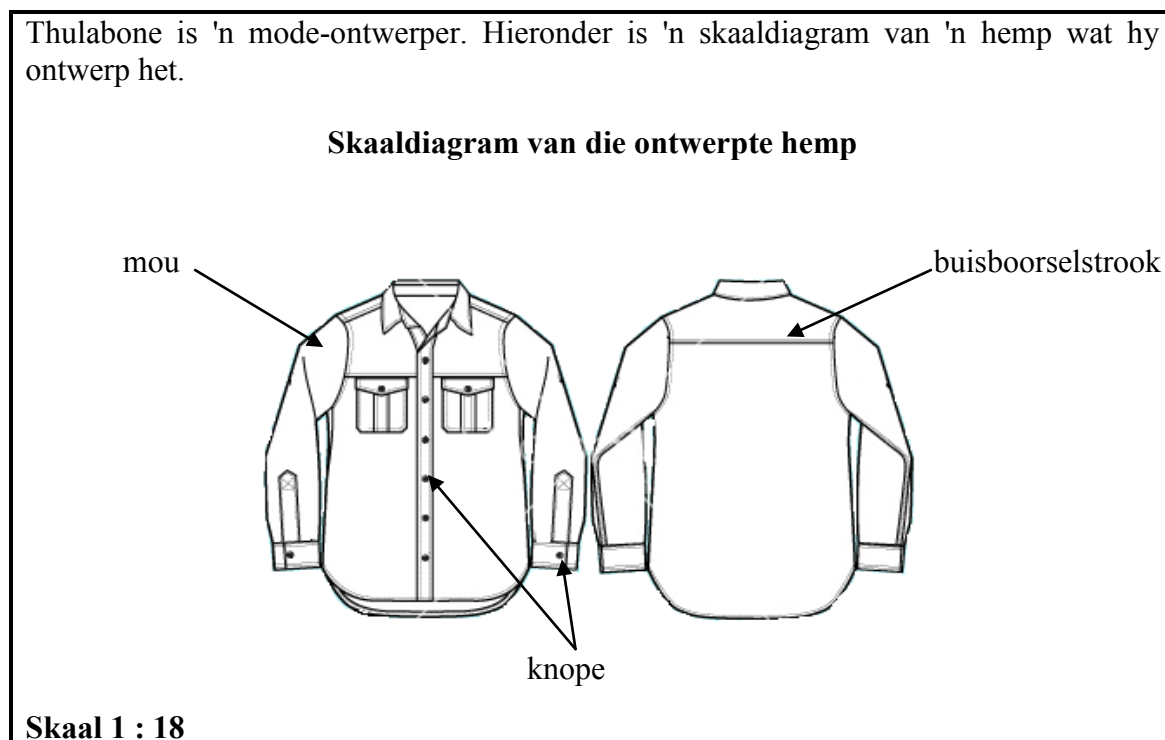 Thulabone is 'n mode-ontwerper. Hieronder is 'n skaaldiagram van 'n hemp wat hy
ontwerp het.
Skaaldiagram van die ontwerpte hemp
mou
buisboorselstrook
knope
Skaal 1 : 18